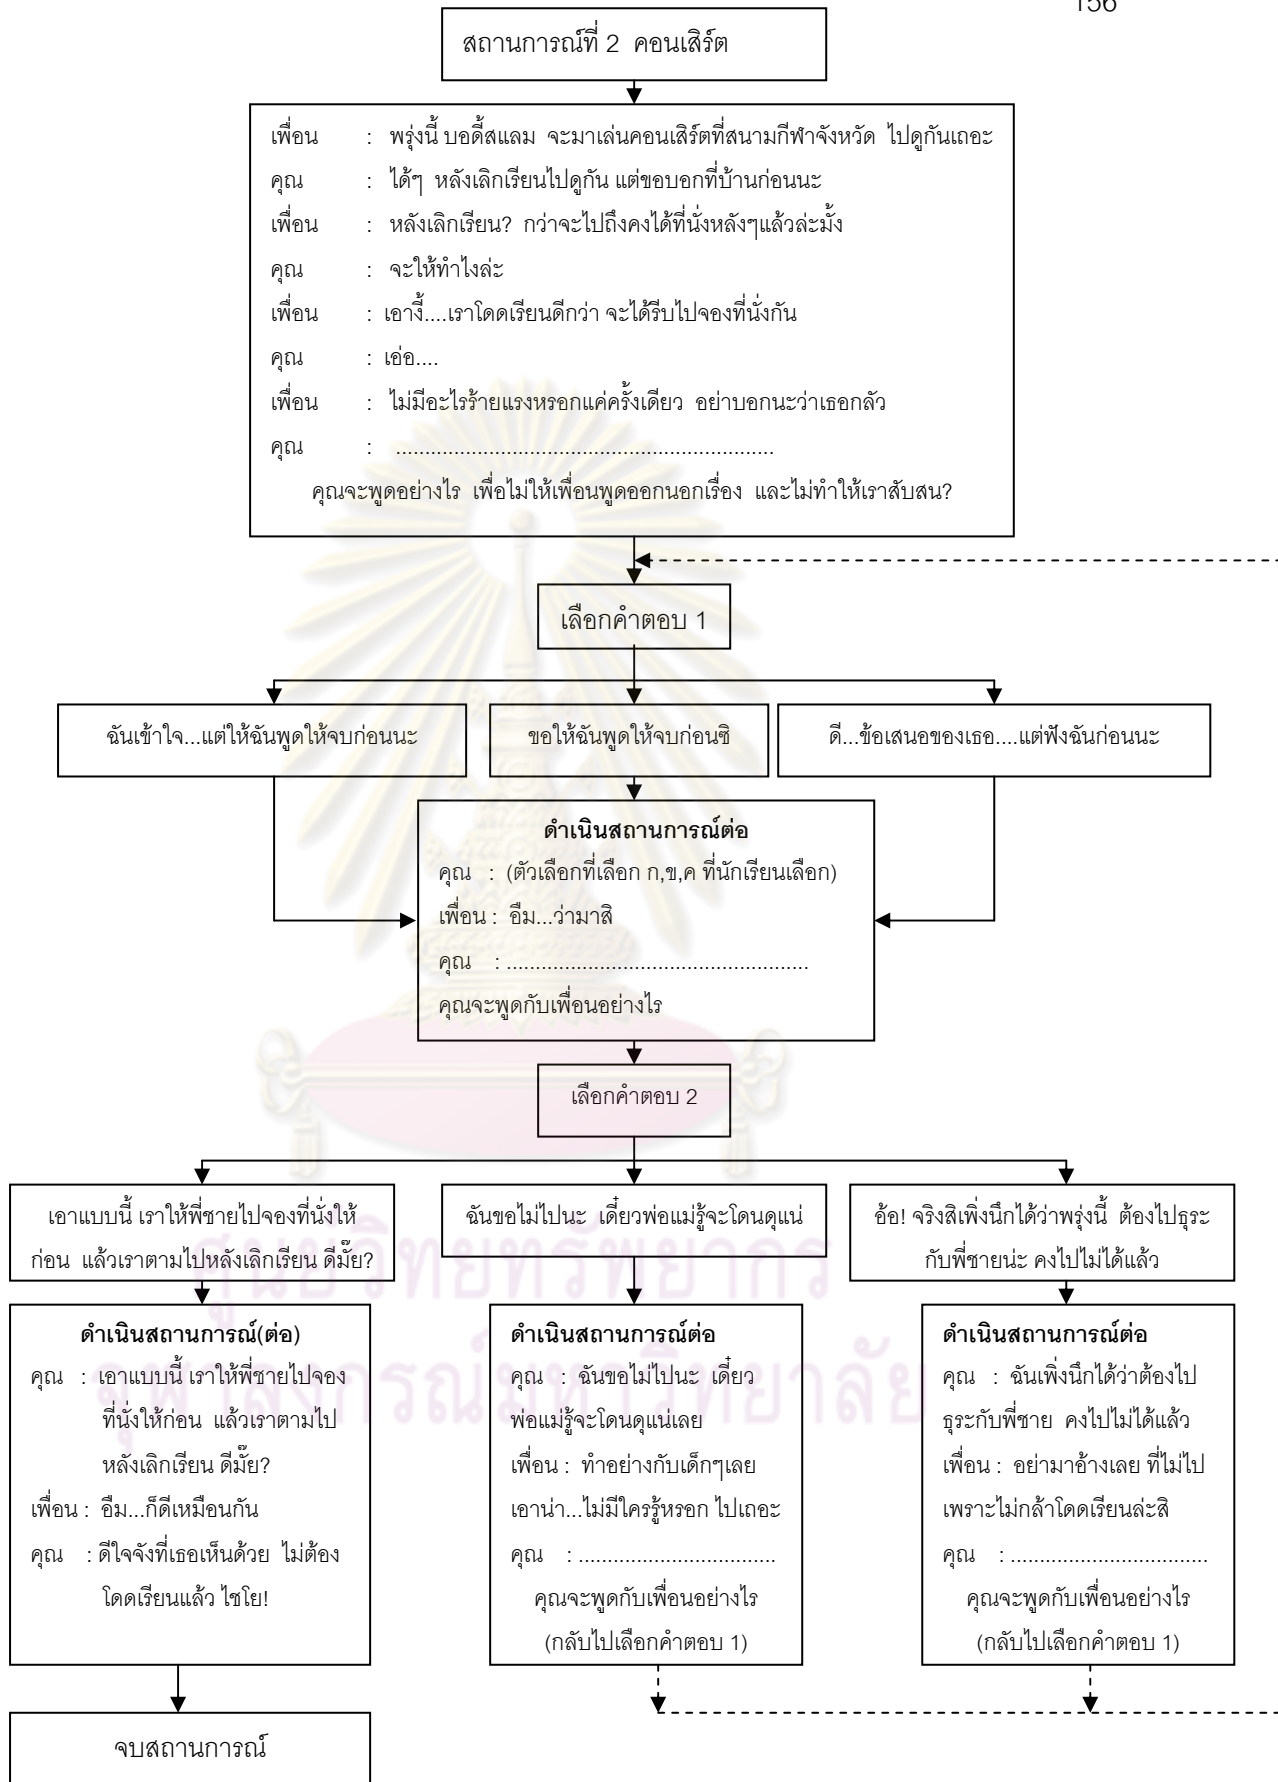 156
สถานการณ์ที่ 2 คอนเสิร์ต
เพื่อน : พรุ่งนี้ บอดี้สแลม จะมาเล่นคอนเสิร์ตที่สนามกีฬาจังหวัด ไปดูกันเถอะ
คุณ : ได้ๆ หลังเลิกเรียนไปดูกัน แต่ขอบอกที่บ้านก่อนนะ
เพื่อน : หลังเลิกเรียน? กว่าจะไปถึงคงได้ที่นั่งหลังๆแล้วล่ะมั้ง
คุณ : จะให้ทำไงล่ะ
เพื่อน : เอางี้....เราโดดเรียนดีกว่า จะได้รีบไปจองที่นั่งกัน
คุณ : เอ่อ....
เพื่อน : ไม่มีอะไรร้ายแรงหรอกแค่ครั้งเดียว อย่าบอกนะว่าเธอกลัว
คุณ : ................................................................
คุณจะพูดอย่างไร เพื่อไม่ให้เพื่อนพูดออกนอกเรื่อง และไม่ทำให้เราสับสน?
เลือกคำตอบ 1
ฉันเข้าใจ...แต่ให้ฉันพูดให้จบก่อนนะ
ขอให้ฉันพูดให้จบก่อนซิ
ดี...ข้อเสนอของเธอ....แต่ฟังฉันก่อนนะ
ดำเนินสถานการณ์ต่อ
คุณ : (ตัวเลือกที่เลือก ก,ข,ค ที่นักเรียนเลือก)
เพื่อน : อืม...ว่ามาสิ
คุณ : ....................................................
คุณจะพูดกับเพื่อนอย่างไร
เลือกคำตอบ 2
เอาแบบนี้ เราให้พี่ชายไปจองที่นั่งให้
ก่อน แล้วเราตามไปหลังเลิกเรียน ดีมั๊ย?
ฉันขอไม่ไปนะ เดี๋ยวพ่อแม่รู้จะโดนดุแน่
อ้อ! จริงสิเพิ่งนึกได้ว่าพรุ่งนี้ ต้องไปธุระ
กับพี่ชายน่ะ คงไปไม่ได้แล้ว
ดำเนินสถานการณ์(ต่อ)
คุณ : เอาแบบนี้ เราให้พี่ชายไปจอง
ที่นั่งให้ก่อน แล้วเราตามไป
หลังเลิกเรียน ดีมั๊ย?
เพื่อน : อืม...ก็ดีเหมือนกัน
คุณ : ดีใจจังที่เธอเห็นด้วย ไม่ต้อง
โดดเรียนแล้ว ไชโย!
ดำเนินสถานการณ์ต่อ
คุณ : ฉันขอไม่ไปนะ เดี๋ยว
พ่อแม่รู้จะโดนดุแน่เลย
เพื่อน : ทำอย่างกับเด็กๆเลย
เอาน่า...ไม่มีใครรู้หรอก ไปเถอะ
คุณ : ..................................
คุณจะพูดกับเพื่อนอย่างไร
(กลับไปเลือกคำตอบ 1)
ดำเนินสถานการณ์ต่อ
คุณ : ฉันเพิ่งนึกได้ว่าต้องไป
ธุระกับพี่ชาย คงไปไม่ได้แล้ว
เพื่อน : อย่ามาอ้างเลย ที่ไม่ไป
เพราะไม่กล้าโดดเรียนล่ะสิ
คุณ : ..................................
คุณจะพูดกับเพื่อนอย่างไร
(กลับไปเลือกคำตอบ 1)
จบสถานการณ์
ศูนย์วิทยทรัพยากร
จุฬาลงกรณ์มหาวิทยาลัย